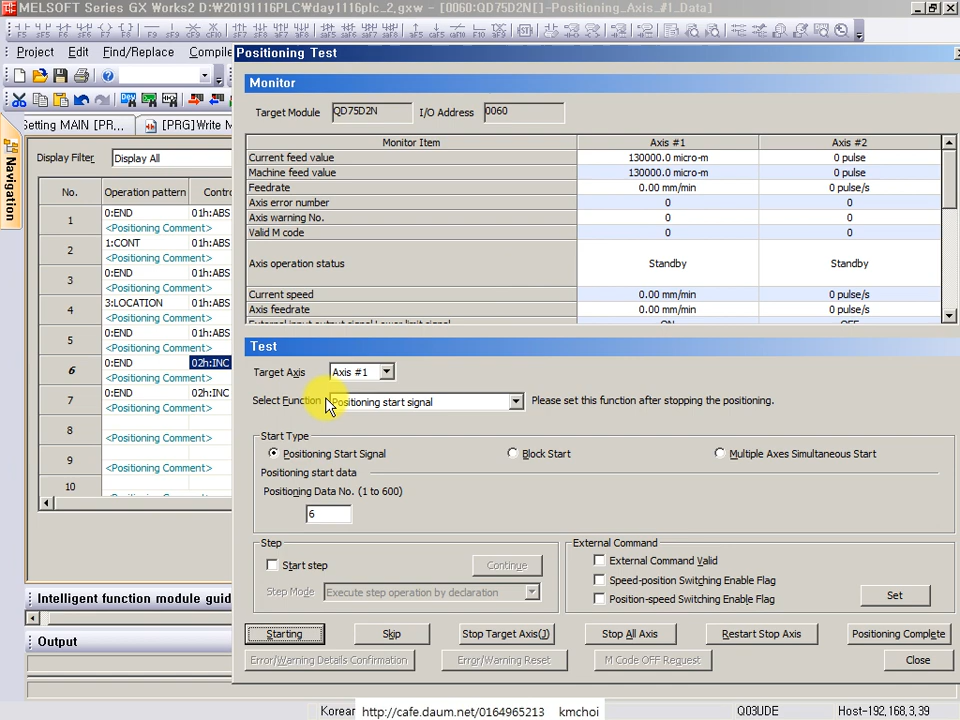 MELSOFT Series GX Works2 D:\20191116PLC\day1116plc_2,gxw - [0060:QD75D2N[]-Positioning_Axis_#1_Data]
Project Edit Find/Replace Compile
Setting MAIN [PR... [PRG]Write M
Navigation
Display Filter Display All
No. Operation pattern Contro
1 0:END 01h:ABS
<Positioning Comment>
2 1:CONT 01h:ABS
<Positioning Comment>
3 0:END 01h:ABS
<Positioning Comment>
4 3:LOCATION 01h:ABS
<Positioning Comment>
5 0:END 01h:ABS
<Positioning Comment>
6 0:END 02h:INC
<Positioning Comment>
7 0:END 02h:INC
<Positioning Comment>
8
<Positioning Comment>
9
<Positioning Comment>
10
Intelligent function module guid
Output
Positioning Test
Monitor
Target Module QD75D2N I/O Address 0060
Monitor Item Axis #1 Axis #2
Current feed value 130000.0 micro-m 0 pulse
Machine feed value 130000.0 micro-m 0 pulse
Feedrate 0.00 mm/min 0 pulse/s
Axis error number 0 0
Axis warning No. 0 0
Valid M code 0 0
Axis operation status Standby Standby
Current speed 0.00 mm/min 0 pulse/s
Axis feedrate 0.00 mm/min 0 pulse/s
External input output signal Lower limit signal ON OFF
Test
Target Axis Axis #1
Select Function Positioning start signal Please set this function after stopping the positioning.
Start Type
Positioning Start Signal Block Start Multiple Axes Simultaneous Start
Positioning start data
Positioning Data No. (1 to 600)
6
Step External Command
Start step Continue External Command Valid
Step Mode Execute step operation by declaration Speed-position Switching Enable Flag
Position-speed Switching Enable Flag Set
Starting Skip Stop Target Axis(J) Stop All Axis Restart Stop Axis Positioning Complete
Error/Warning Details Confirmation Error/Warning Reset M Code OFF Request Close
Korean http://cafe.daum.net/0164965213 kmchoi Q03UDE Host-192,168,3,39